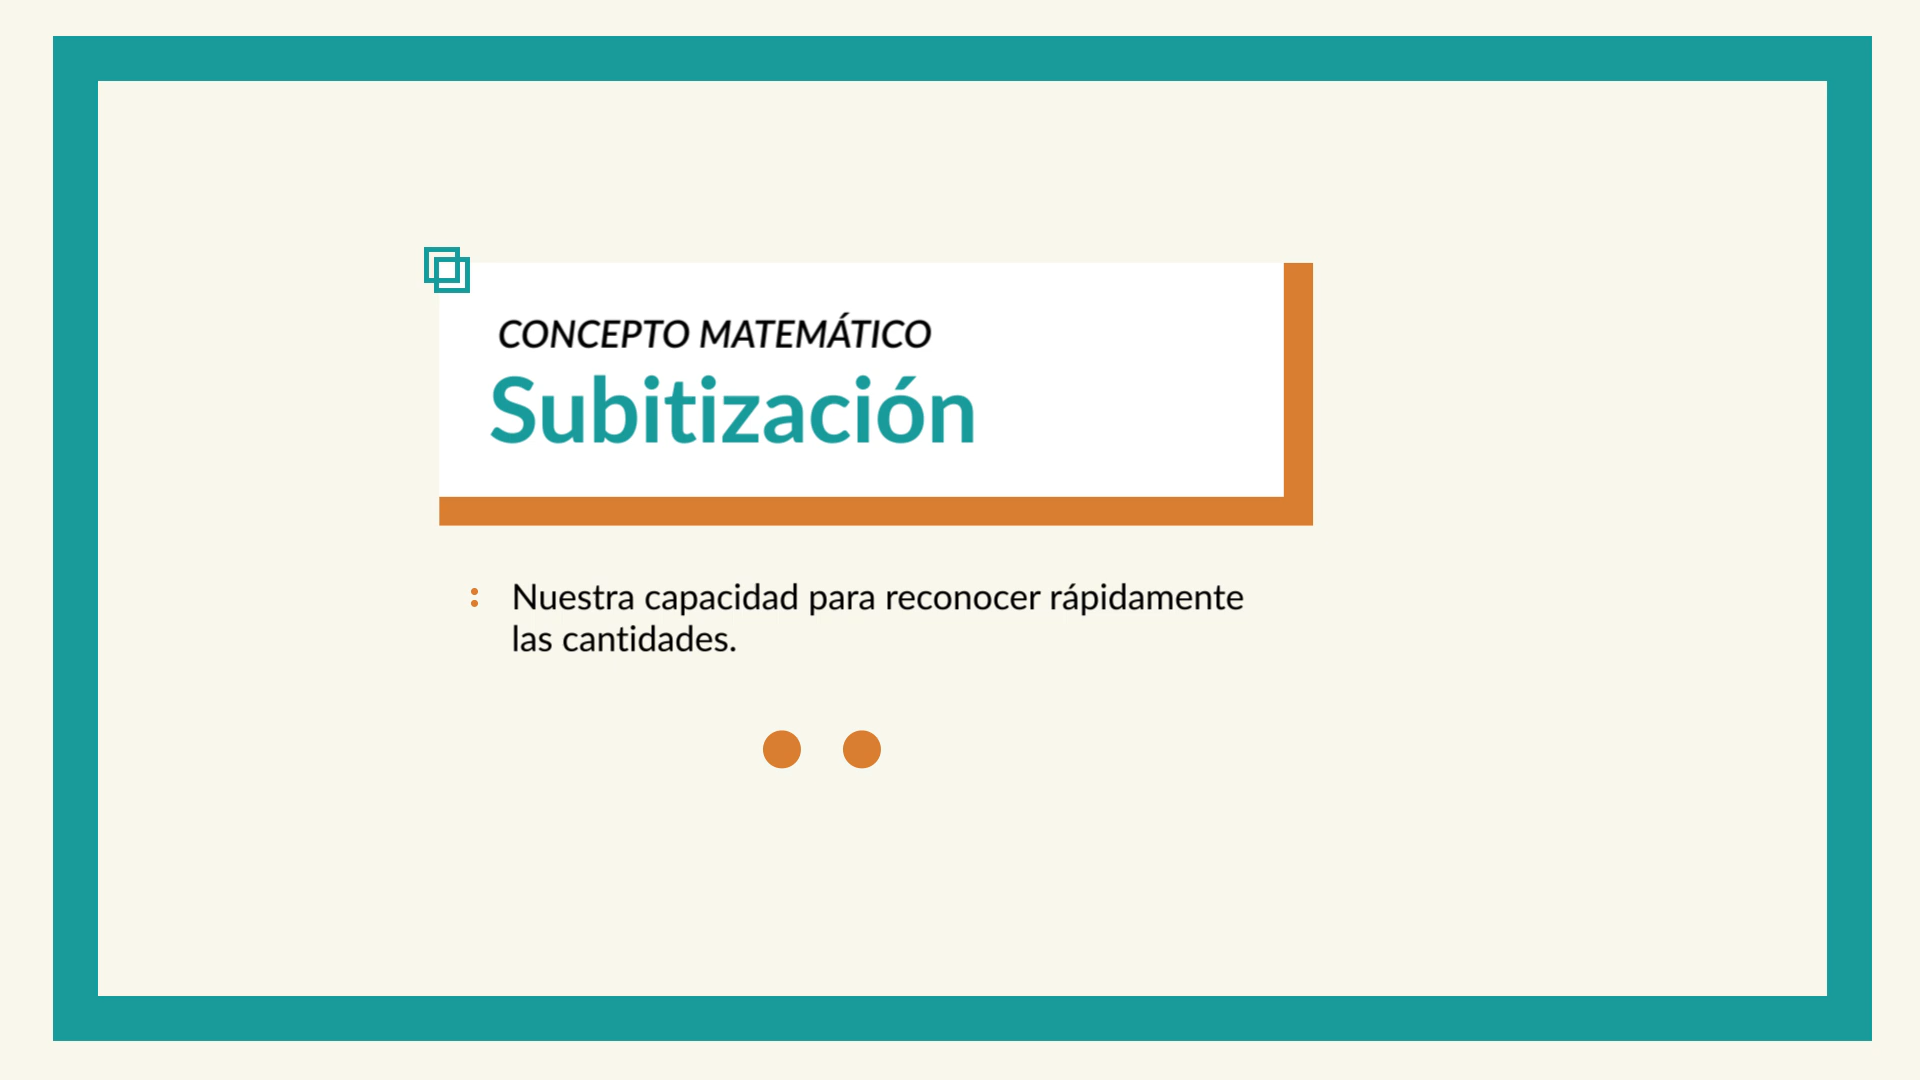 CONCEPTO MATEMÁTICO
Subitización
Nuestra capacidad para reconocer rápidamente
las cantidades.